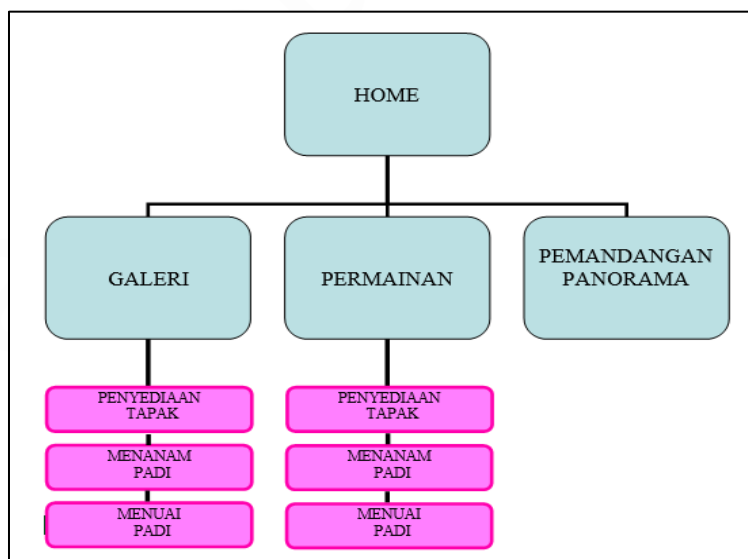 HOME
GALERI
PERMAINAN
PEMANDANGAN
PANORAMA
PENYEDIAAN
TAPAK
MENANAM
PADI
MENUAI
PADI
PENYEDIAAN
TAPAK
MENANAM
PADI
MENUAI
PADI